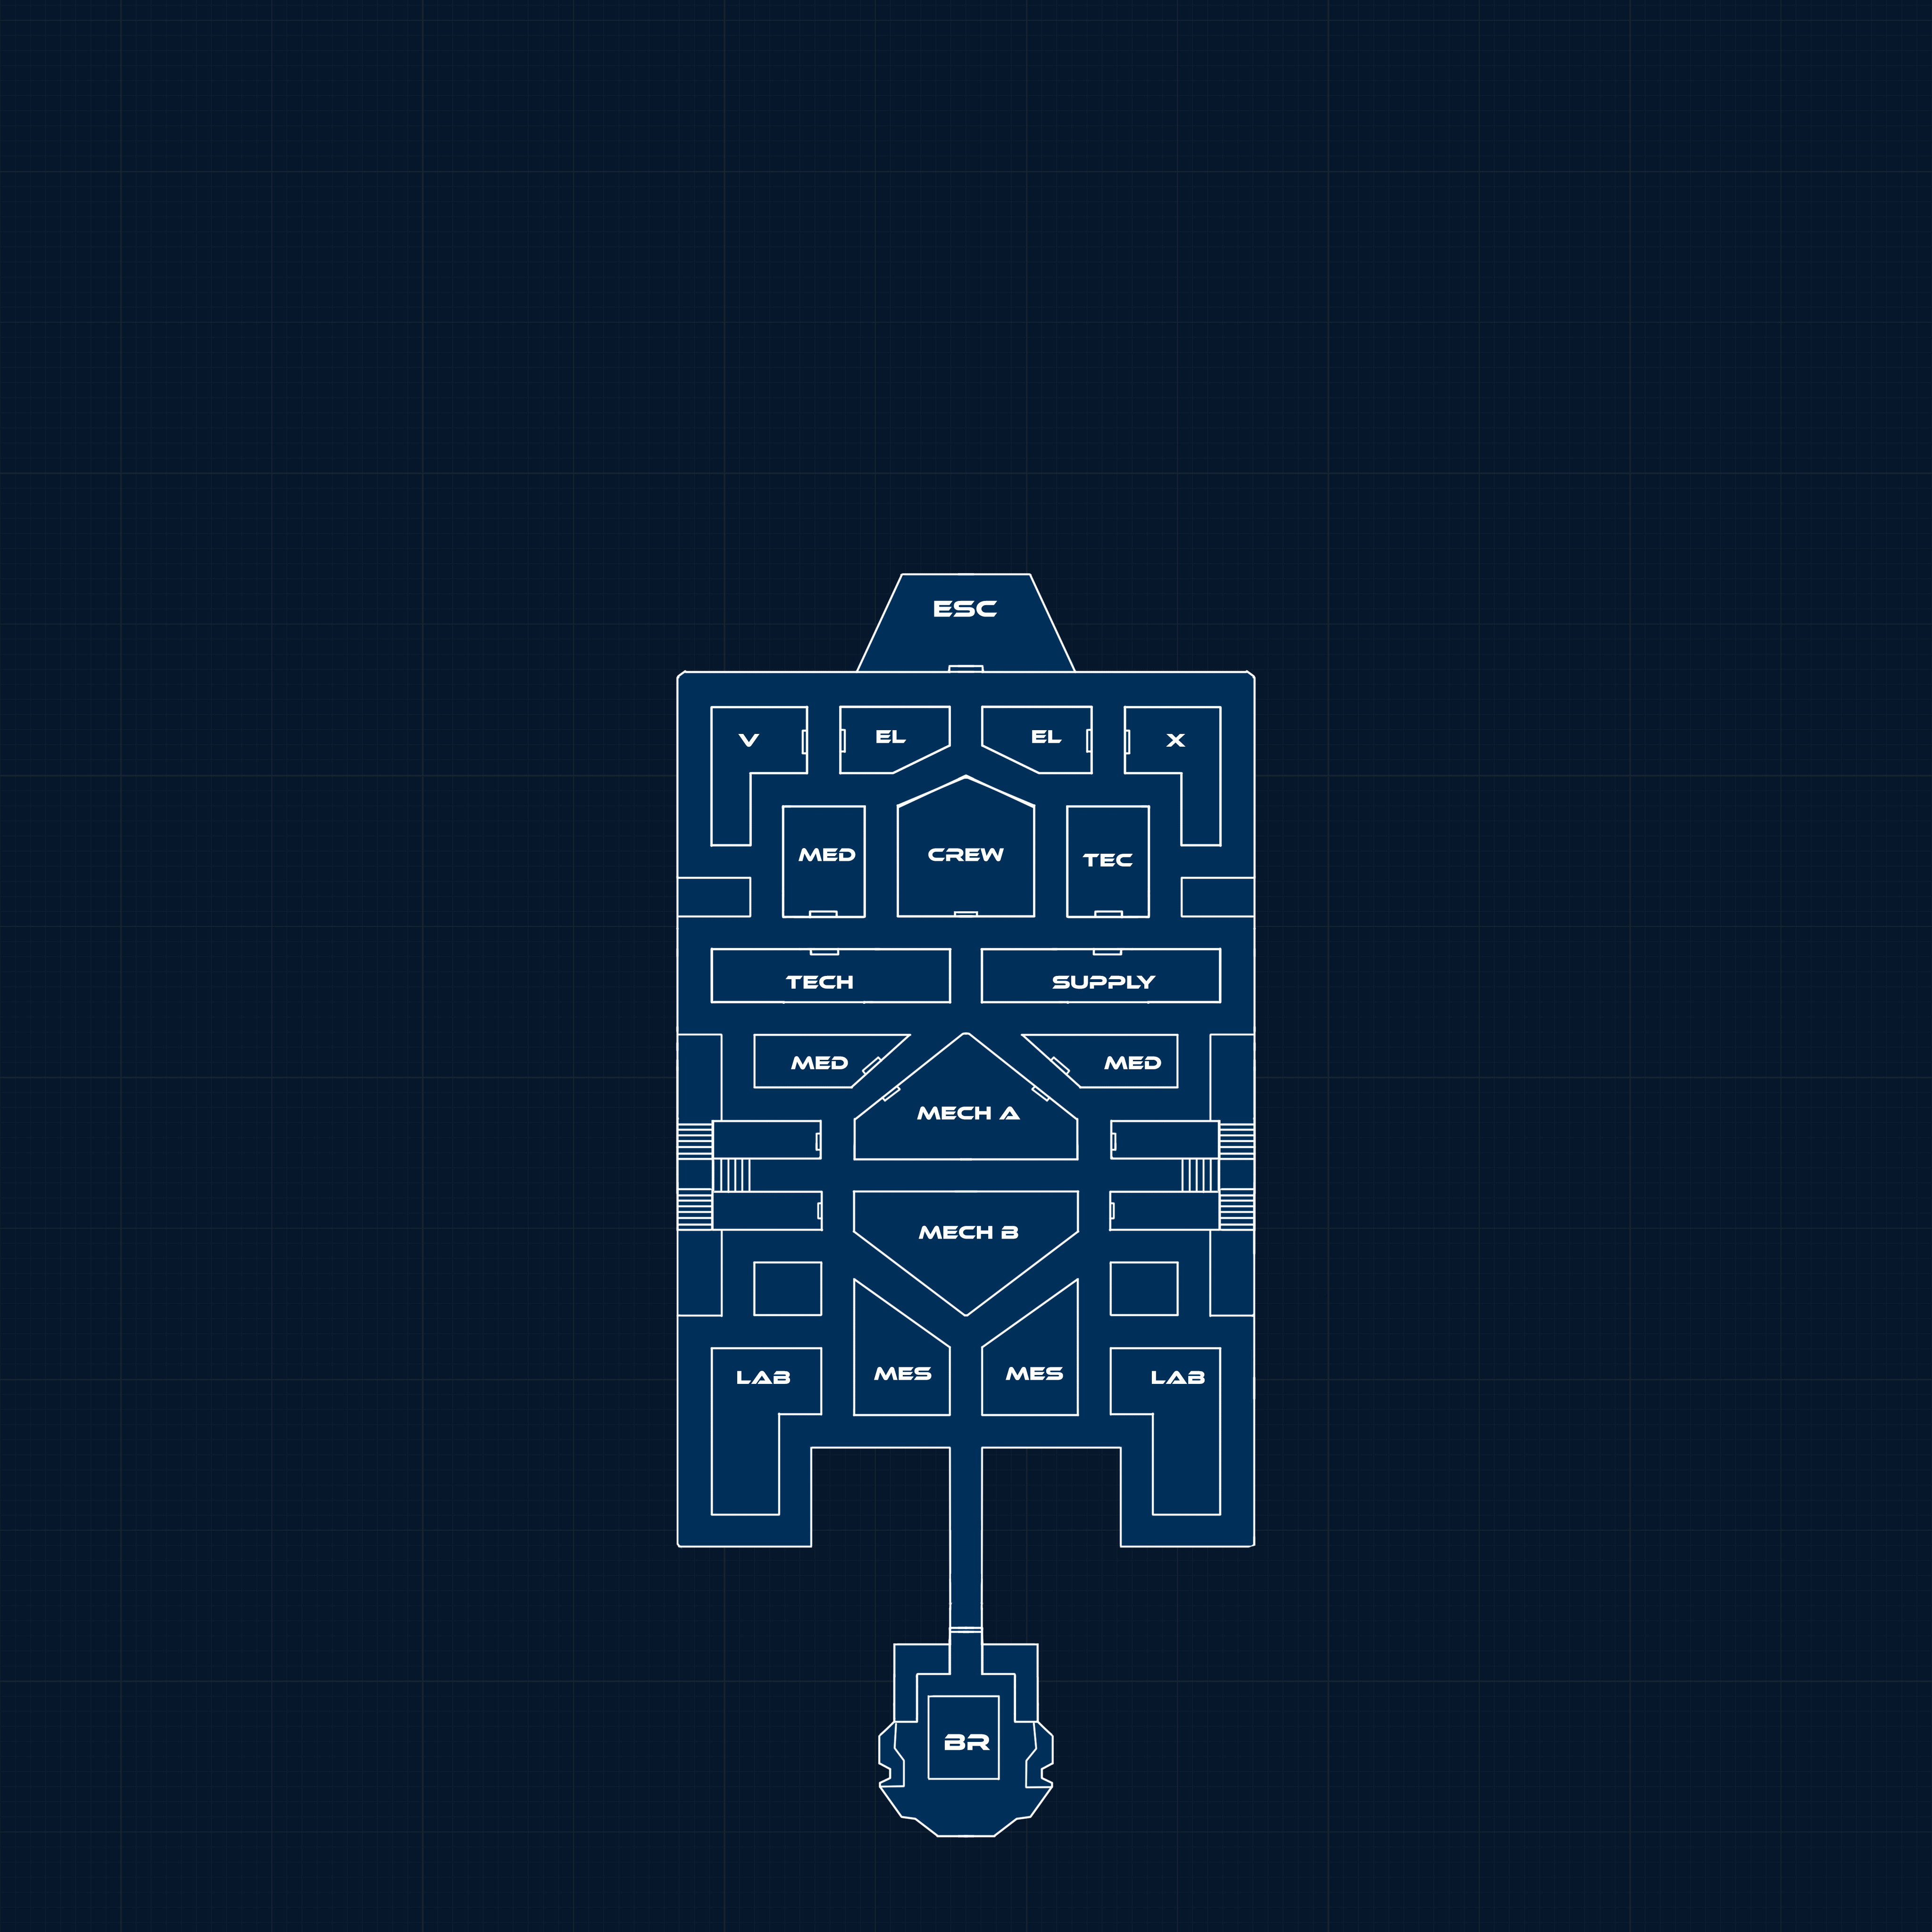 ESC
V
EL
EL
X
MED
CREW
TEC
TECH
SUPPLY
MED
MED
MECH A
MECH B
MES
MES
LAB
LAB
BR